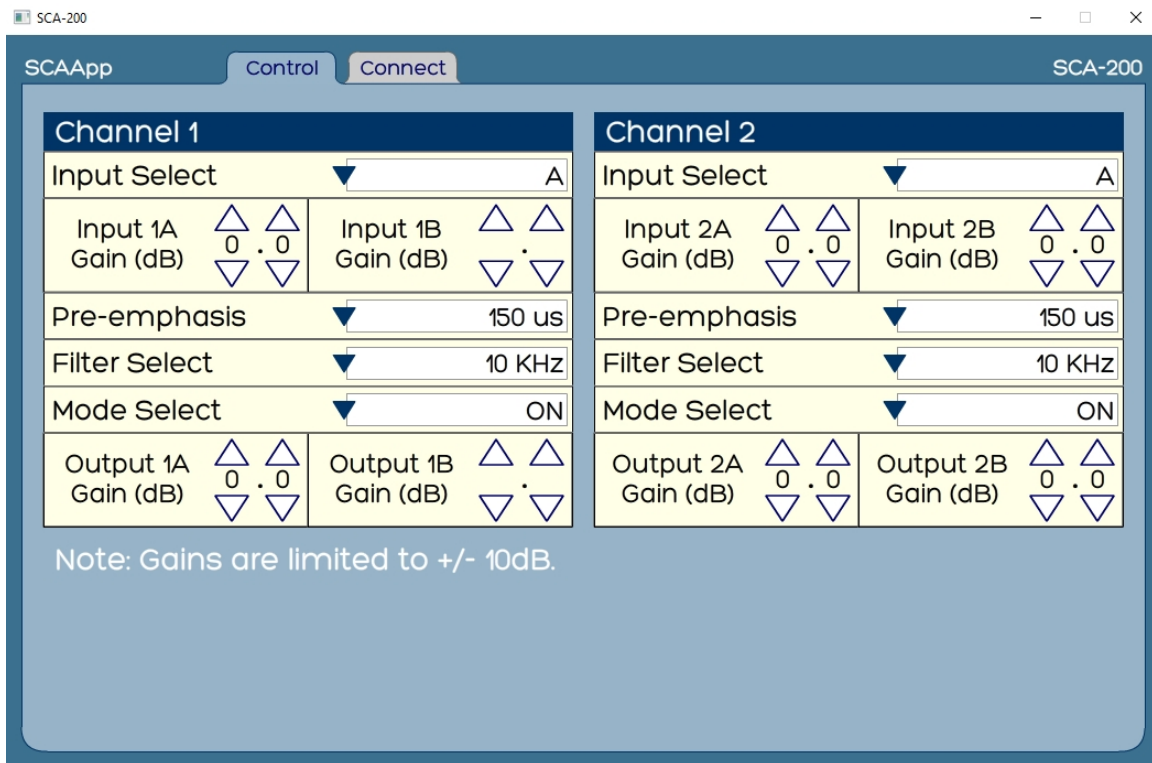 SCA-200
SCAApp Control Connect SCA-200
Channel 1
Input Select A
Input 1A Gain (dB) 0 . 0
Input 1B Gain (dB) .
Pre-emphasis 150 us
Filter Select 10 KHz
Mode Select ON
Output 1A Gain (dB) 0 . 0
Output 1B Gain (dB) .
Channel 2
Input Select A
Input 2A Gain (dB) 0 . 0
Input 2B Gain (dB) 0 . 0
Pre-emphasis 150 us
Filter Select 10 KHz
Mode Select ON
Output 2A Gain (dB) 0 . 0
Output 2B Gain (dB) 0 . 0
Note: Gains are limited to +/- 10dB.